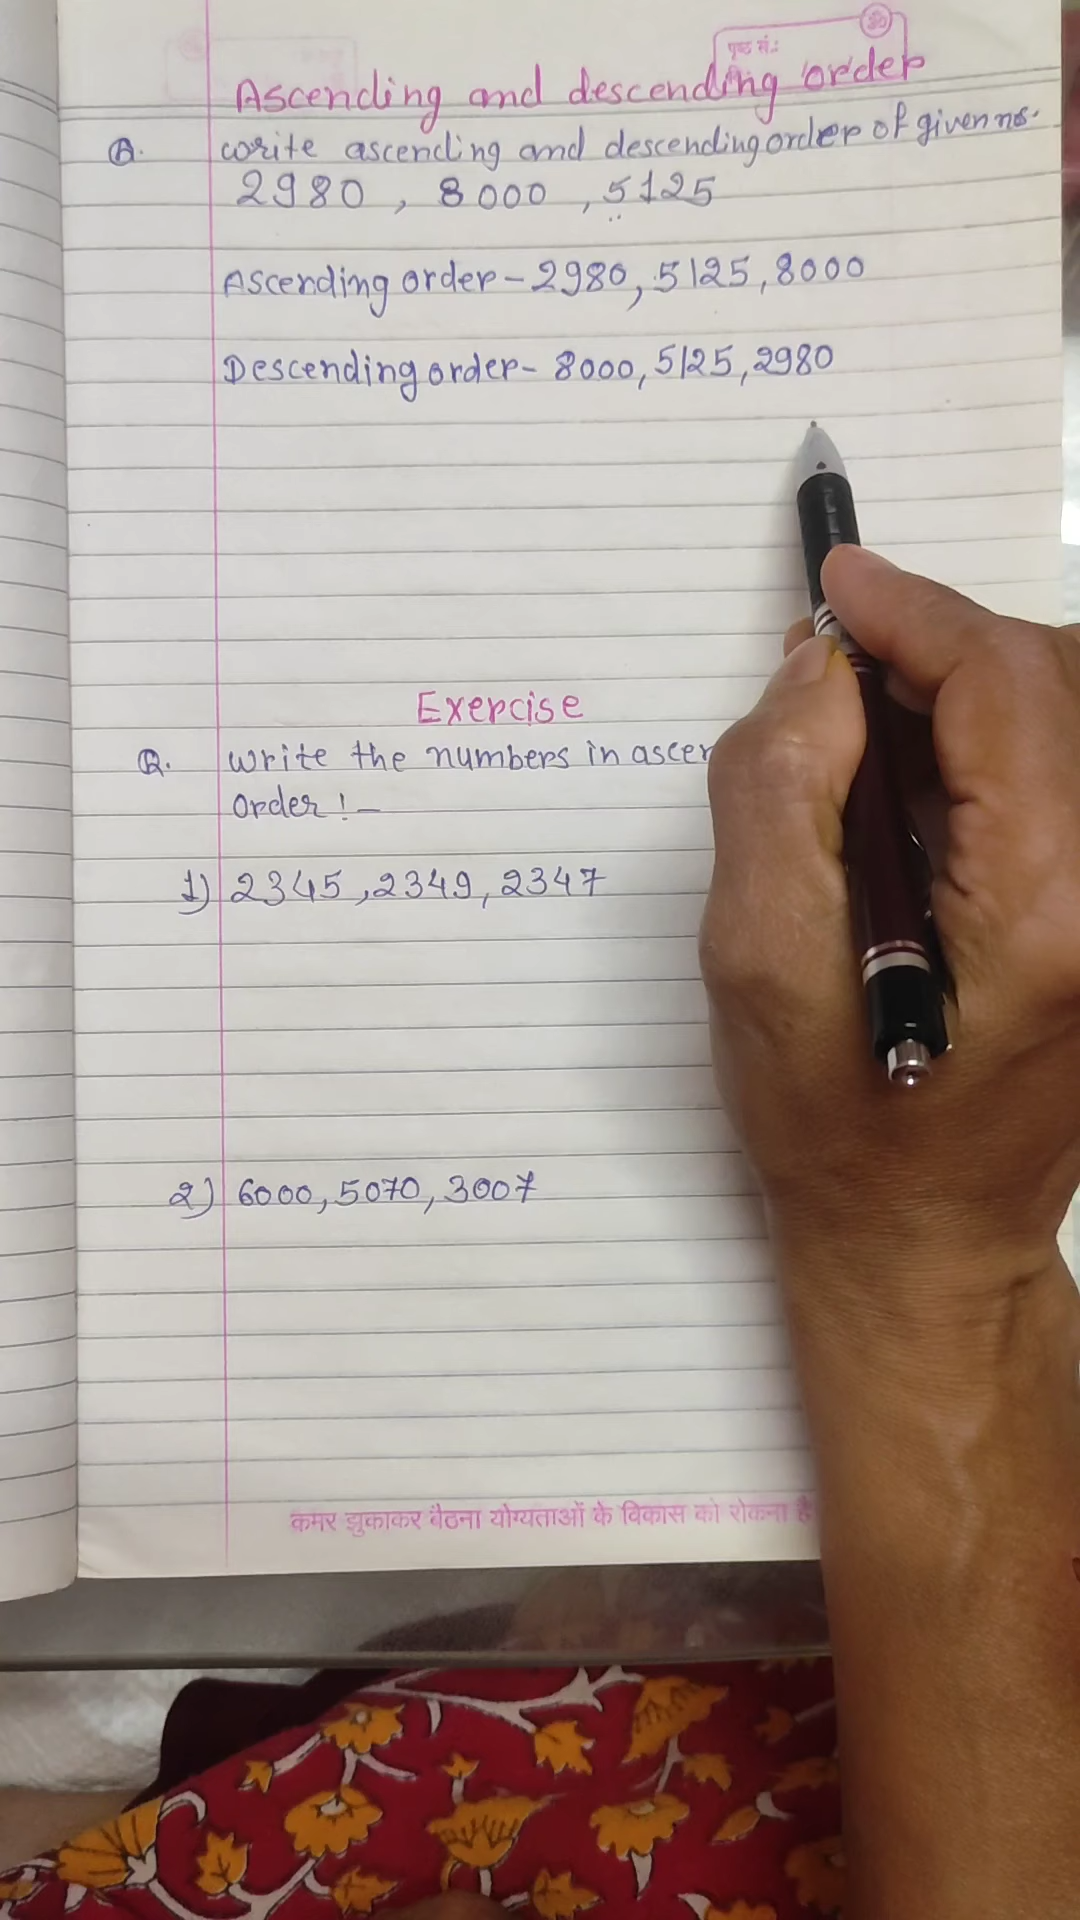 पृष्ठ सं.:
Ascending and descending order
Q. Write ascending and descending order of given no.
2980, 8000, 5125
Ascending order - 2980, 5125, 8000
Descending order - 8000, 5125, 2980
Exercise
Q. Write the numbers in ascen
order! -
1) 2345, 2349, 2347
2) 6000, 5070, 3007
कमर झुकाकर बैठना योग्यताओं के विकास को रोकना है